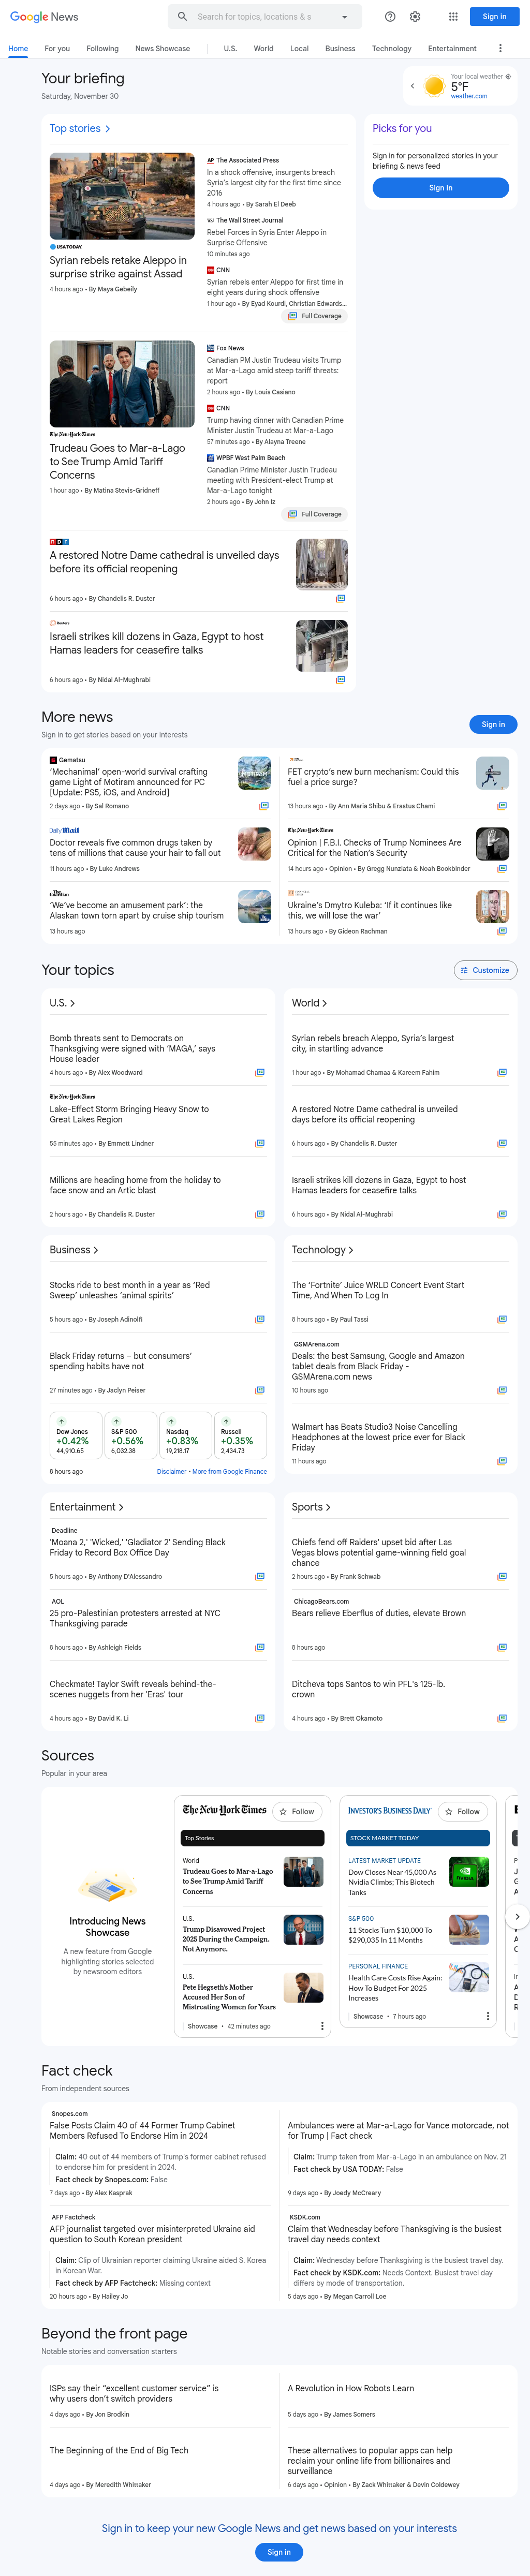 Google News
Search for topics, locations & s
Sign in
Home
For you
Following
News Showcase
U.S.
World
Local
Business
Technology
Entertainment
Your briefing
Saturday, November 30
Your local weather
5°F
weather.com
Top stories
USA TODAY
Syrian rebels retake Aleppo in
surprise strike against Assad
4 hours ago • By Maya Gebeily
AP The Associated Press
In a shock offensive, insurgents breach
Syria's largest city for the first time since
2016
4 hours ago • By Sarah El Deeb
WSJ The Wall Street Journal
Rebel Forces in Syria Enter Aleppo in
Surprise Offensive
10 minutes ago
CNN
Syrian rebels enter Aleppo for first time in
eight years during shock offensive
1 hour ago • By Eyad Kourdi, Christian Edwards...
Full Coverage
Picks for you
Sign in for personalized stories in your
briefing & news feed
Sign in
The New York Times
Trudeau Goes to Mar-a-Lago
to See Trump Amid Tariff
Concerns
1 hour ago • By Matina Stevis-Gridneff
Fox News
Canadian PM Justin Trudeau visits Trump
at Mar-a-Lago amid steep tariff threats:
report
2 hours ago • By Louis Casiano
CNN
Trump having dinner with Canadian Prime
Minister Justin Trudeau at Mar-a-Lago
57 minutes ago • By Alayna Treene
WPBF West Palm Beach
Canadian Prime Minister Justin Trudeau
meeting with President-elect Trump at
Mar-a-Lago tonight
2 hours ago • By John Iz
Full Coverage
npr
A restored Notre Dame cathedral is unveiled days
before its official reopening
6 hours ago • By Chandelis R. Duster
Reuters
Israeli strikes kill dozens in Gaza, Egypt to host
Hamas leaders for ceasefire talks
6 hours ago • By Nidal Al-Mughrabi
More news
Sign in to get stories based on your interests
Sign in
Gematsu
'Mechanimal' open-world survival crafting
game Light of Motiram announced for PC
[Update: PS5, iOS, and Android]
2 days ago • By Sal Romano
FET crypto's new burn mechanism: Could this
fuel a price surge?
13 hours ago • By Ann Maria Shibu & Erastus Chami
Daily Mail
Doctor reveals five common drugs taken by
tens of millions that cause your hair to fall out
11 hours ago • By Luke Andrews
The New York Times
Opinion | F.B.I. Checks of Trump Nominees Are
Critical for the Nation's Security
14 hours ago • Opinion • By Gregg Nunziata & Noah Bookbinder
The Guardian
'We've become an amusement park': the
Alaskan town torn apart by cruise ship tourism
13 hours ago
Ukraine's Dmytro Kuleba: 'If it continues like
this, we will lose the war'
13 hours ago • By Gideon Rachman
Your topics
Customize
U.S.
Bomb threats sent to Democrats on
Thanksgiving were signed with 'MAGA,' says
House leader
4 hours ago • By Alex Woodward
The New York Times
Lake-Effect Storm Bringing Heavy Snow to
Great Lakes Region
55 minutes ago • By Emmett Lindner
Millions are heading home from the holiday to
face snow and an Artic blast
2 hours ago • By Chandelis R. Duster
World
Syrian rebels breach Aleppo, Syria's largest
city, in startling advance
1 hour ago • By Mohamad Chamaa & Kareem Fahim
A restored Notre Dame cathedral is unveiled
days before its official reopening
6 hours ago • By Chandelis R. Duster
Israeli strikes kill dozens in Gaza, Egypt to host
Hamas leaders for ceasefire talks
6 hours ago • By Nidal Al-Mughrabi
Business
Stocks ride to best month in a year as 'Red
Sweep' unleashes 'animal spirits'
5 hours ago • By Joseph Adinolfi
Black Friday returns – but consumers'
spending habits have not
27 minutes ago • By Jaclyn Peiser
Dow Jones
+0.42%
44,910.65
S&P 500
+0.56%
6,032.38
Nasdaq
+0.83%
19,218.17
Russell
+0.35%
2,434.73
8 hours ago
Disclaimer • More from Google Finance
Technology
The 'Fortnite' Juice WRLD Concert Event Start
Time, And When To Log In
8 hours ago • By Paul Tassi
GSMArena.com
Deals: the best Samsung, Google and Amazon
tablet deals from Black Friday -
GSMArena.com news
10 hours ago
Walmart has Beats Studio3 Noise Cancelling
Headphones at the lowest price ever for Black
Friday
11 hours ago
Entertainment
Deadline
'Moana 2,' 'Wicked,' 'Gladiator 2' Sending Black
Friday to Record Box Office Day
5 hours ago • By Anthony D'Alessandro
AOL
25 pro-Palestinian protesters arrested at NYC
Thanksgiving parade
8 hours ago • By Ashleigh Fields
Checkmate! Taylor Swift reveals behind-the-
scenes nuggets from her 'Eras' tour
4 hours ago • By David K. Li
Sports
Chiefs fend off Raiders' upset bid after Las
Vegas blows potential game-winning field goal
chance
2 hours ago • By Frank Schwab
ChicagoBears.com
Bears relieve Eberflus of duties, elevate Brown
8 hours ago
Ditcheva tops Santos to win PFL's 125-lb.
crown
4 hours ago • By Brett Okamoto
Sources
Popular in your area
Introducing News
Showcase
A new feature from Google
highlighting stories selected
by newsroom editors
The New York Times
Follow
Top Stories
World
Trudeau Goes to Mar-a-Lago
to See Trump Amid Tariff
Concerns
U.S.
Trump Disavowed Project
2025 During the Campaign.
Not Anymore.
U.S.
Pete Hegseth's Mother
Accused Her Son of
Mistreating Women for Years
Showcase • 42 minutes ago
INVESTOR'S BUSINESS DAILY
Follow
STOCK MARKET TODAY
LATEST MARKET UPDATE
Dow Closes Near 45,000 As
Nvidia Climbs; This Biotech
Tanks
S&P 500
11 Stocks Turn $10,000 To
$290,035 In 11 Months
PERSONAL FINANCE
Health Care Costs Rise Again:
How To Budget For 2025
Increases
Showcase • 7 hours ago
Fact check
From independent sources
Snopes.com
False Posts Claim 40 of 44 Former Trump Cabinet
Members Refused To Endorse Him in 2024
Claim: 40 out of 44 members of Trump's former cabinet refused
to endorse him for president in 2024.
Fact check by Snopes.com: False
7 days ago • By Alex Kasprak
Ambulances were at Mar-a-Lago for Vance motorcade, not
for Trump | Fact check
Claim: Trump taken from Mar-a-Lago in an ambulance on Nov. 21
Fact check by USA TODAY: False
9 days ago • By Joedy McCreary
AFP Factcheck
AFP journalist targeted over misinterpreted Ukraine aid
question to South Korean president
Claim: Clip of Ukrainian reporter claiming Ukraine aided S. Korea
in Korean War.
Fact check by AFP Factcheck: Missing context
20 hours ago • By Hailey Jo
KSDK.com
Claim that Wednesday before Thanksgiving is the busiest
travel day needs context
Claim: Wednesday before Thanksgiving is the busiest travel day.
Fact check by KSDK.com: Needs Context. Busiest travel day
differs by mode of transportation.
5 days ago • By Megan Carroll Loe
Beyond the front page
Notable stories and conversation starters
ISPs say their "excellent customer service" is
why users don't switch providers
4 days ago • By Jon Brodkin
A Revolution in How Robots Learn
5 days ago • By James Somers
The Beginning of the End of Big Tech
4 days ago • By Meredith Whittaker
These alternatives to popular apps can help
reclaim your online life from billionaires and
surveillance
6 days ago • Opinion • By Zack Whittaker & Devin Coldewey
Sign in to keep your new Google News and get news based on your interests
Sign in